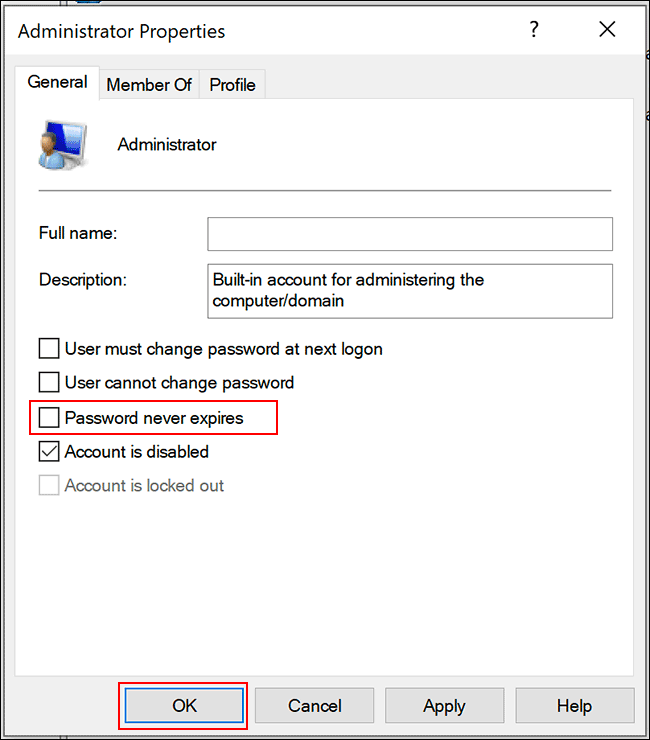 Administrator Properties
?
General Member Of Profile
Administrator
Full name:
Description: Built-in account for administering the
computer/domain
User must change password at next logon
User cannot change password
Password never expires
Account is disabled
Account is locked out
OK Cancel Apply Help